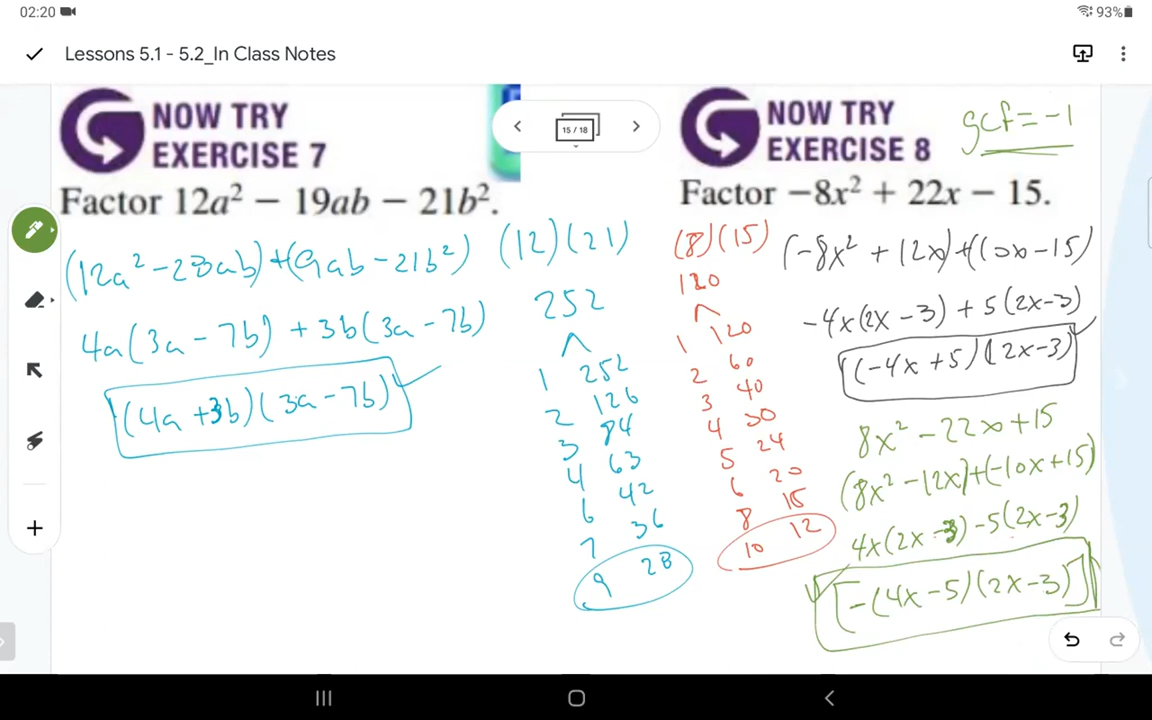 02:20
93%
Lessons 5.1 - 5.2_In Class Notes
15 / 18
NOW TRY
EXERCISE 7
Factor 12a² − 19ab − 21b².
(12a² − 28ab) + (9ab − 21b²)
4a(3a − 7b) + 3b(3a − 7b)
(4a + 3b)(3a − 7b)
(12)(21)
252
1 252
2 126
3 84
4 63
6 42
7 36
9 28
NOW TRY
EXERCISE 8
gcf = −1
Factor −8x² + 22x − 15.
(8)(15)
120
1 120
2 60
3 40
4 30
5 24
6 20
8 15
10 12
(−8x² + 12x) + (10x − 15)
−4x(2x − 3) + 5(2x − 3)
(−4x + 5)(2x − 3)
8x² − 22x + 15
(8x² − 12x) + (−10x + 15)
4x(2x − 3) − 5(2x − 3)
[−(4x − 5)(2x − 3)]